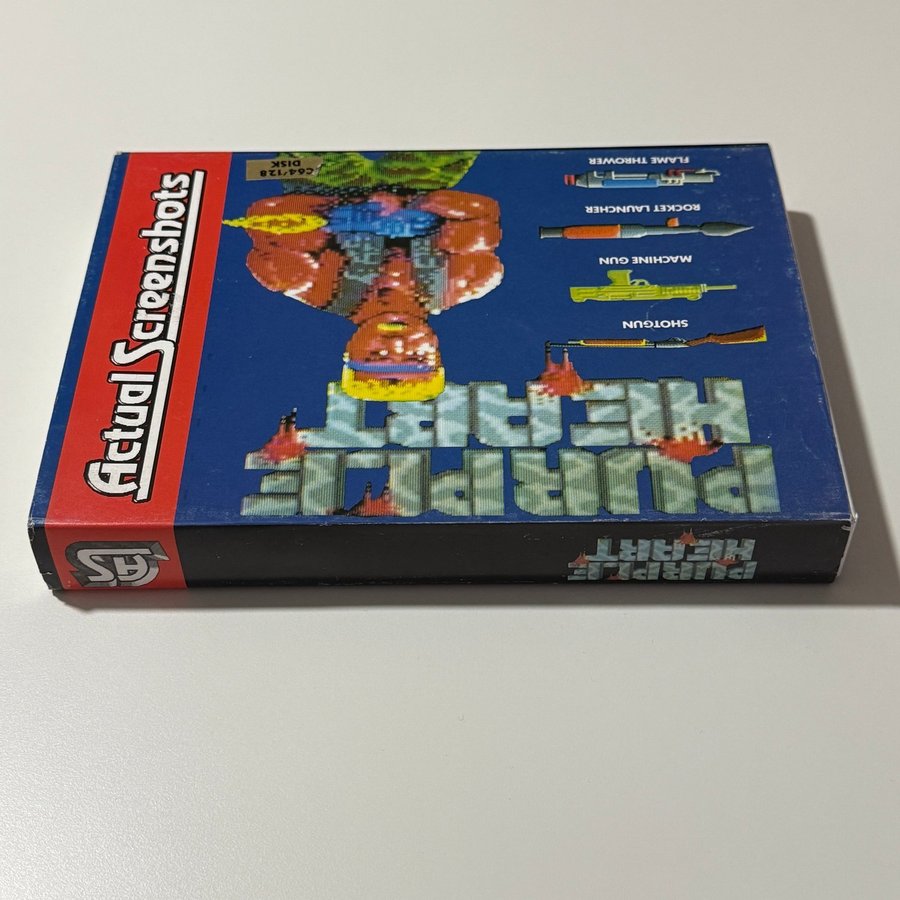 Actual Screenshots
PURPLE
HEART
SHOTGUN
MACHINE GUN
ROCKET LAUNCHER
FLAME THROWER
C64/128
DISK
AS
PURPLE
HEART